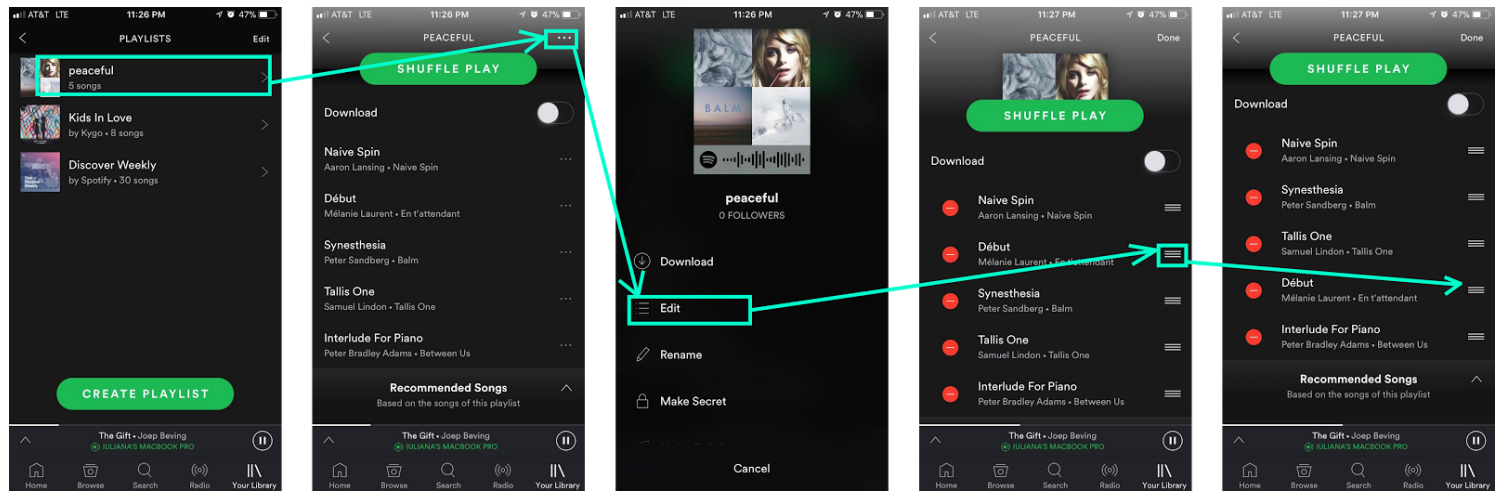 AT&T LTE 11:26 PM 47%
PLAYLISTS Edit
peaceful
5 songs
Kids In Love
by Kygo • 8 songs
Discover Weekly
by Spotify • 30 songs
CREATE PLAYLIST
The Gift • Joep Beving
IULIANA'S MACBOOK PRO
Home Browse Search Radio Your Library
AT&T LTE 11:26 PM 47%
PEACEFUL
SHUFFLE PLAY
Download
Naive Spin
Aaron Lansing • Naive Spin
Début
Mélanie Laurent • En t'attendant
Synesthesia
Peter Sandberg • Balm
Tallis One
Samuel Lindon • Tallis One
Interlude For Piano
Peter Bradley Adams • Between Us
Recommended Songs
Based on the songs of this playlist
The Gift • Joep Beving
IULIANA'S MACBOOK PRO
Home Browse Search Radio Your Library
AT&T LTE 11:26 PM 47%
BALM
peaceful
0 FOLLOWERS
Download
Edit
Rename
Make Secret
Cancel
AT&T LTE 11:27 PM 47%
PEACEFUL Done
SHUFFLE PLAY
Download
Naive Spin
Aaron Lansing • Naive Spin
Début
Mélanie Laurent • En t'attendant
Synesthesia
Peter Sandberg • Balm
Tallis One
Samuel Lindon • Tallis One
Interlude For Piano
Peter Bradley Adams • Between Us
The Gift • Joep Beving
IULIANA'S MACBOOK PRO
Home Browse Search Radio Your Library
AT&T LTE 11:27 PM 47%
PEACEFUL Done
SHUFFLE PLAY
Download
Naive Spin
Aaron Lansing • Naive Spin
Synesthesia
Peter Sandberg • Balm
Tallis One
Samuel Lindon • Tallis One
Début
Mélanie Laurent • En t'attendant
Interlude For Piano
Peter Bradley Adams • Between Us
Recommended Songs
Based on the songs of this playlist
The Gift • Joep Beving
IULIANA'S MACBOOK PRO
Home Browse Search Radio Your Library